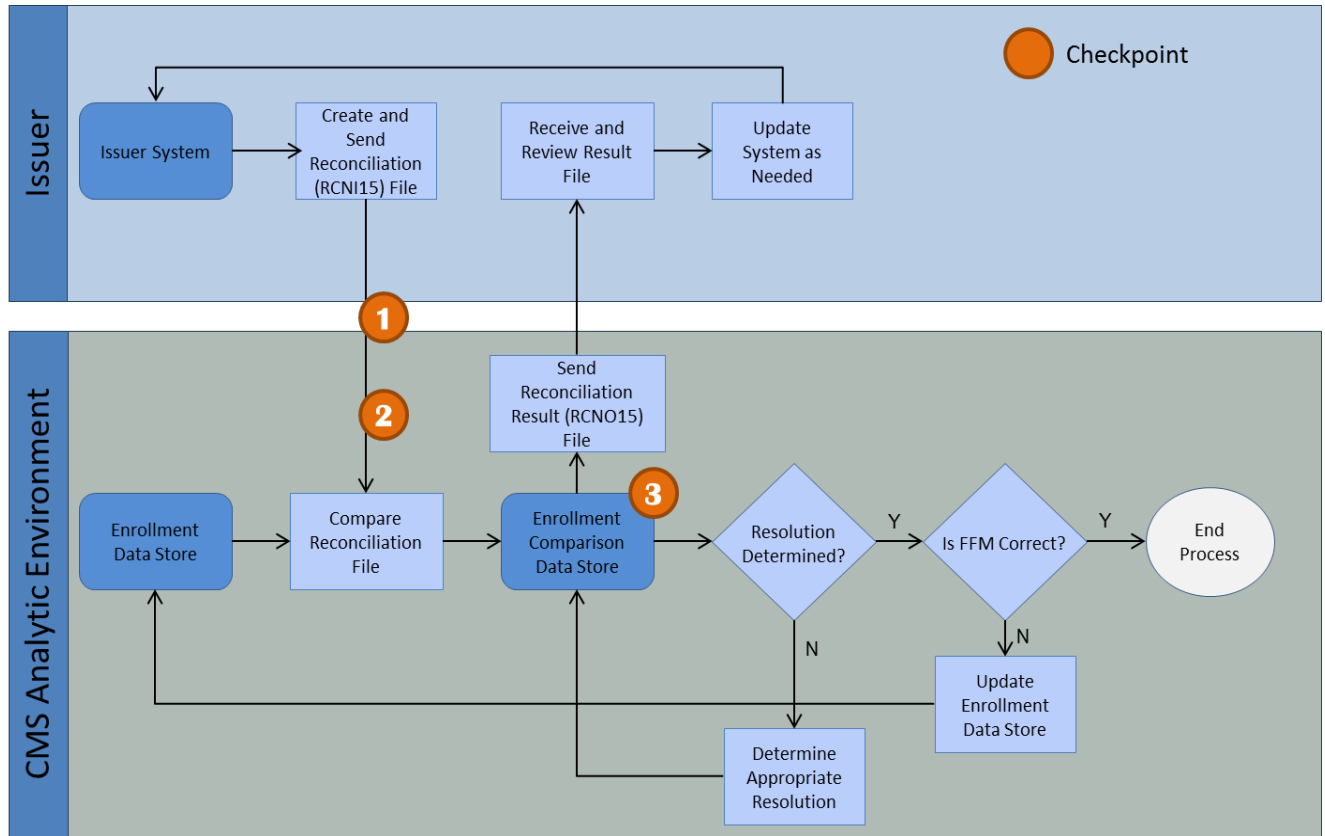 Issuer
Checkpoint
Issuer System
Create and
Send
Reconciliation
(RCNI15) File
Receive and
Review Result
File
Update
System as
Needed
1
2
CMS Analytic Environment
Send
Reconciliation
Result (RCNO15)
File
Enrollment
Data Store
Compare
Reconciliation
File
Enrollment
Comparison
Data Store
3
Resolution
Determined?
Y
Is FFM Correct?
Y
End
Process
N
N
Update
Enrollment
Data Store
Determine
Appropriate
Resolution